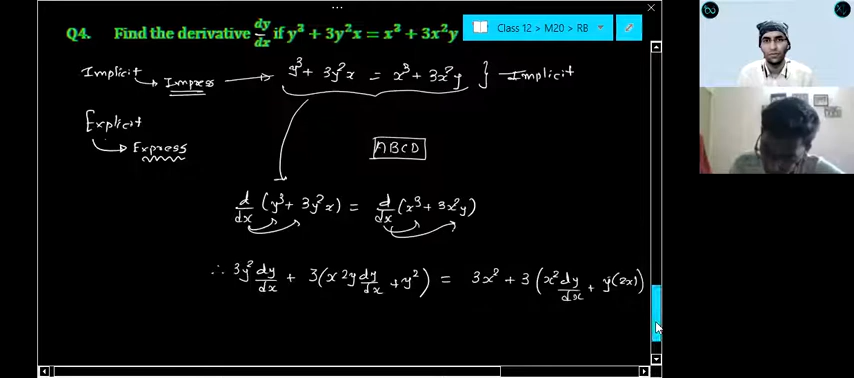 Q4. Find the derivative dy/dx if y³ + 3y²x = x³ + 3x²y
Class 12 > M20 > RB
Implicit → Impress → y³ + 3y²x = x³ + 3x²y } — Implicit
Explicit
→ Express
ABCD
d/dx (y³ + 3y²x) = d/dx (x³ + 3x²y)
∴ 3y² dy/dx + 3(x 2y dy/dx + y²) = 3x² + 3(x² dy/dx + y(2x)